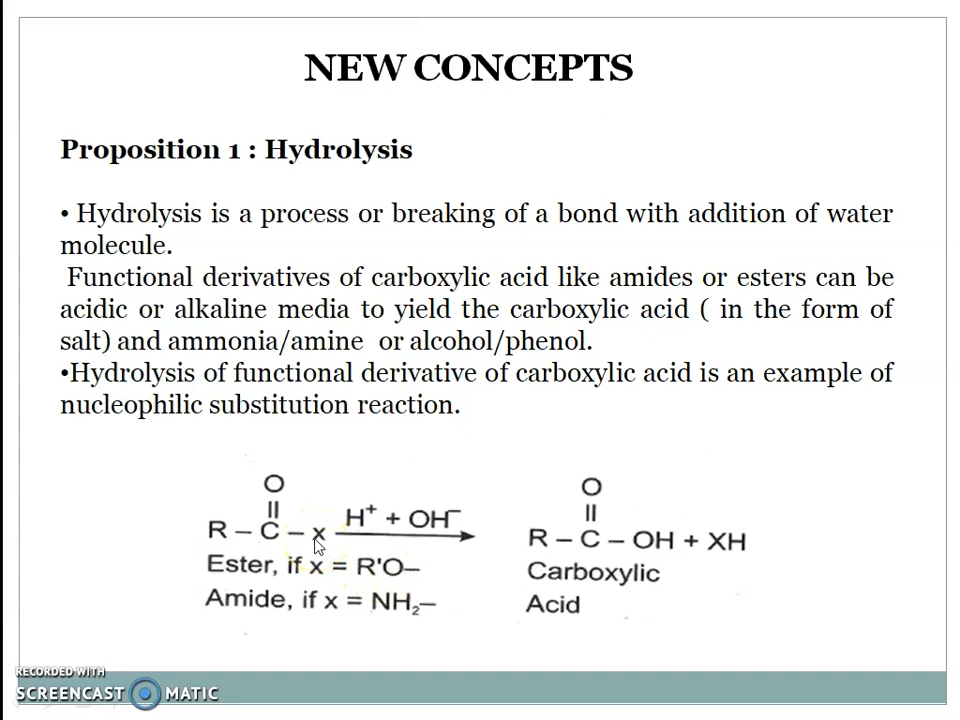 NEW CONCEPTS
Proposition 1 : Hydrolysis
• Hydrolysis is a process or breaking of a bond with addition of water
molecule.
Functional derivatives of carboxylic acid like amides or esters can be
acidic or alkaline media to yield the carboxylic acid ( in the form of
salt) and ammonia/amine or alcohol/phenol.
•Hydrolysis of functional derivative of carboxylic acid is an example of
nucleophilic substitution reaction.
O
||
R – C – x H⁺ + OH⁻
Ester, if x = R'O–
Amide, if x = NH₂–
O
||
R – C – OH + XH
Carboxylic
Acid
RECORDED WITH
SCREENCAST MATIC